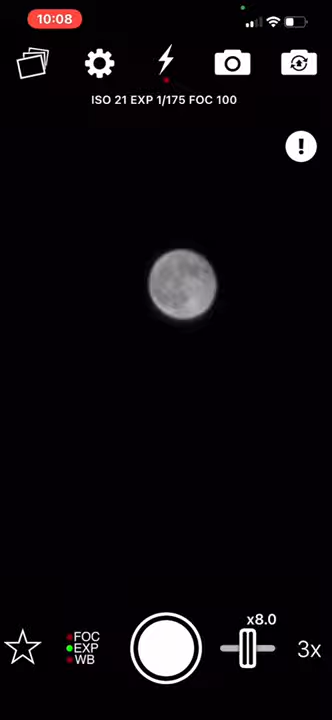 10:08
ISO 21 EXP 1/175 FOC 100
!
x8.0
FOC
EXP
WB
3x